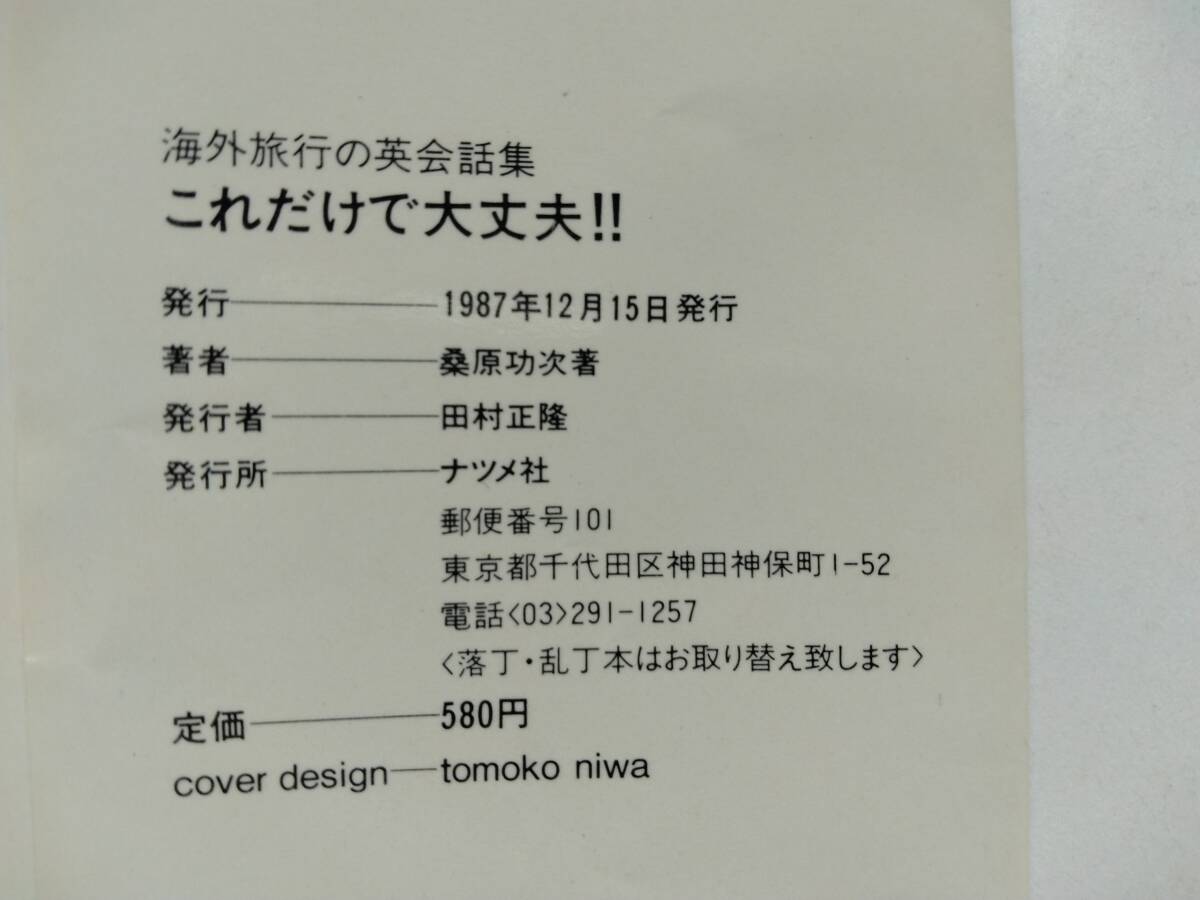 海外旅行の英会話集
これだけで大丈夫!!
発行──1987年12月15日発行
著者──桑原功次著
発行者──田村正隆
発行所──ナツメ社
郵便番号101
東京都千代田区神田神保町1-52
電話〈03〉291-1257
〈落丁・乱丁本はお取り替え致します〉
定価──580円
cover design─tomoko niwa